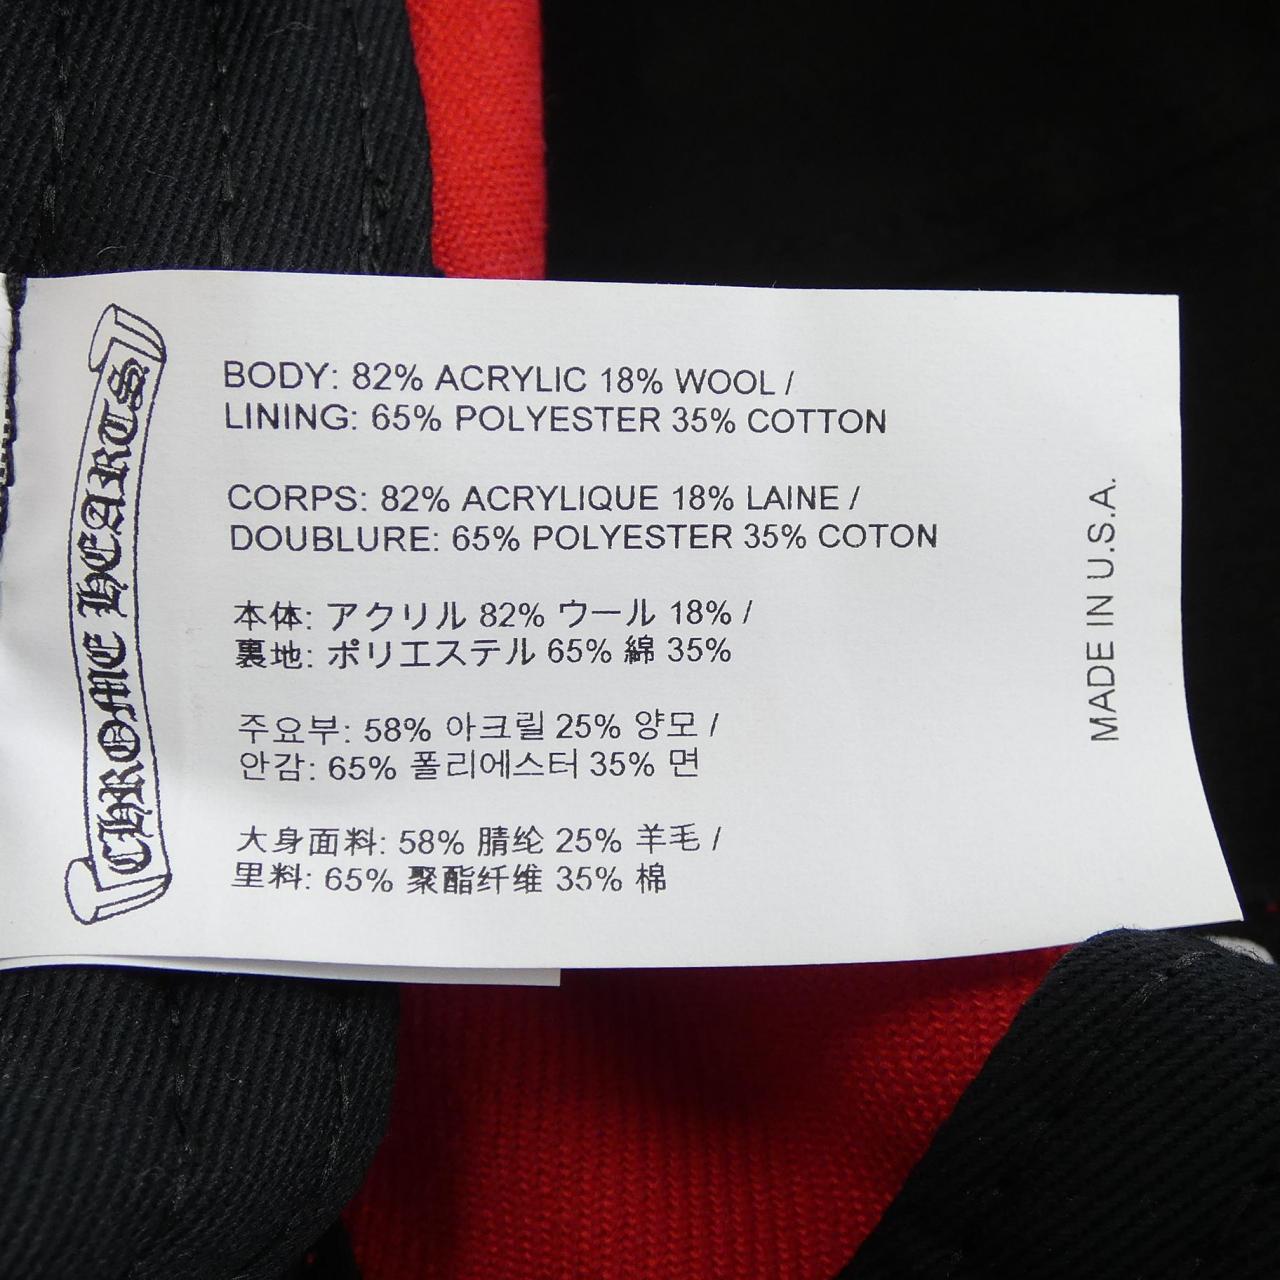 CHROME HEARTS
BODY: 82% ACRYLIC 18% WOOL /
LINING: 65% POLYESTER 35% COTTON
CORPS: 82% ACRYLIQUE 18% LAINE /
DOUBLURE: 65% POLYESTER 35% COTON
本体: アクリル 82% ウール 18% /
裏地: ポリエステル 65% 綿 35%
주요부: 58% 아크릴 25% 양모 /
안감: 65% 폴리에스터 35% 면
大身面料: 58% 腈纶 25% 羊毛 /
里料: 65% 聚酯纤维 35% 棉
MADE IN U.S.A.